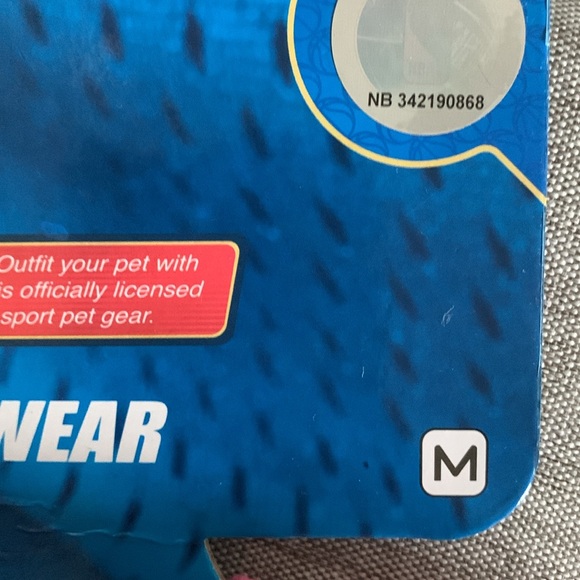 NB 342190868
Outfit your pet with
is officially licensed
sport pet gear.
WEAR
M